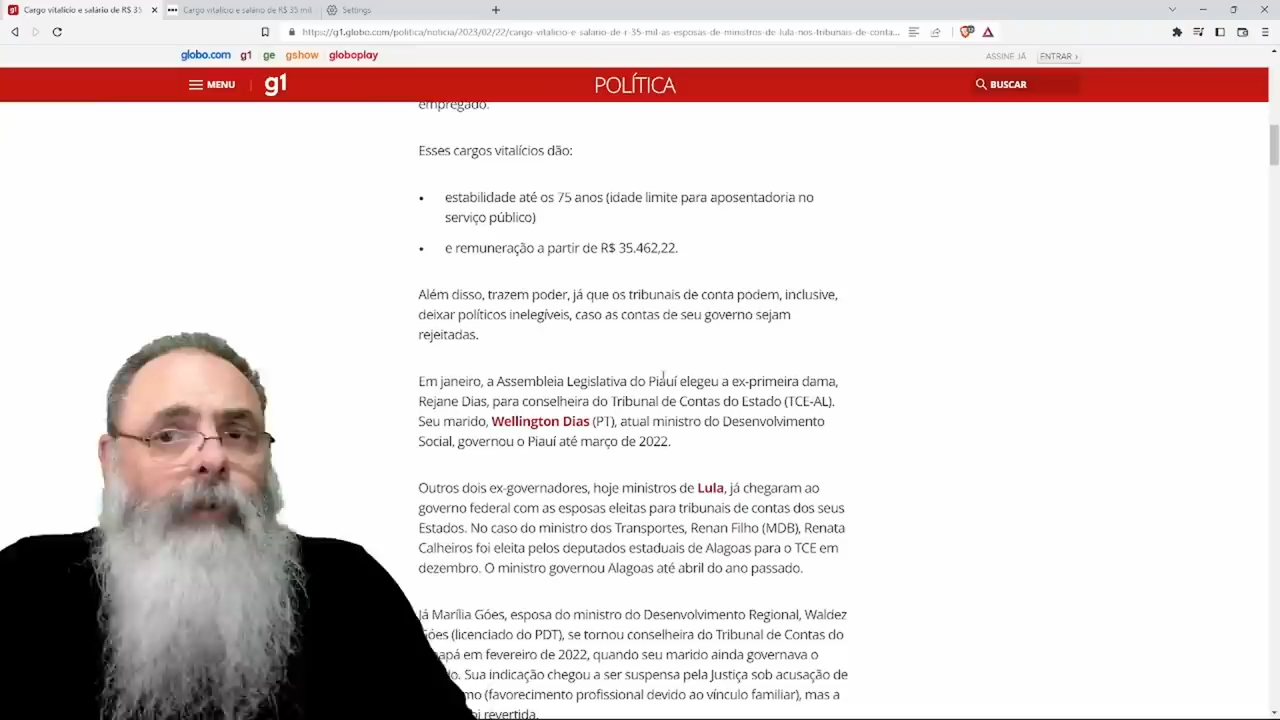 Cargo vitalício e salário de R$ 35
Cargo vitalício e salário de R$ 35 mil
Settings
https://g1.globo.com/politica/noticia/2023/02/22/cargo-vitalicio-e-salario-de-r-35-mil-as-esposas-de-ministros-de-lula-nos-tribunais-de-conta...
globo.com g1 ge gshow globoplay
ASSINE JÁ
ENTRAR ›
MENU
g1
POLÍTICA
BUSCAR
empregado.
Esses cargos vitalícios dão:
• estabilidade até os 75 anos (idade limite para aposentadoria no
serviço público)
• e remuneração a partir de R$ 35.462,22.
Além disso, trazem poder, já que os tribunais de conta podem, inclusive,
deixar políticos inelegíveis, caso as contas de seu governo sejam
rejeitadas.
Em janeiro, a Assembleia Legislativa do Piauí elegeu a ex-primeira dama,
Rejane Dias, para conselheira do Tribunal de Contas do Estado (TCE-AL).
Seu marido, Wellington Dias (PT), atual ministro do Desenvolvimento
Social, governou o Piauí até março de 2022.
Outros dois ex-governadores, hoje ministros de Lula, já chegaram ao
governo federal com as esposas eleitas para tribunais de contas dos seus
Estados. No caso do ministro dos Transportes, Renan Filho (MDB), Renata
Calheiros foi eleita pelos deputados estaduais de Alagoas para o TCE em
dezembro. O ministro governou Alagoas até abril do ano passado.
Já Marília Góes, esposa do ministro do Desenvolvimento Regional, Waldez
óes (licenciado do PDT), se tornou conselheira do Tribunal de Contas do
apá em fevereiro de 2022, quando seu marido ainda governava o
do. Sua indicação chegou a ser suspensa pela Justiça sob acusação de
mo (favorecimento profissional devido ao vínculo familiar), mas a
oi revertida.